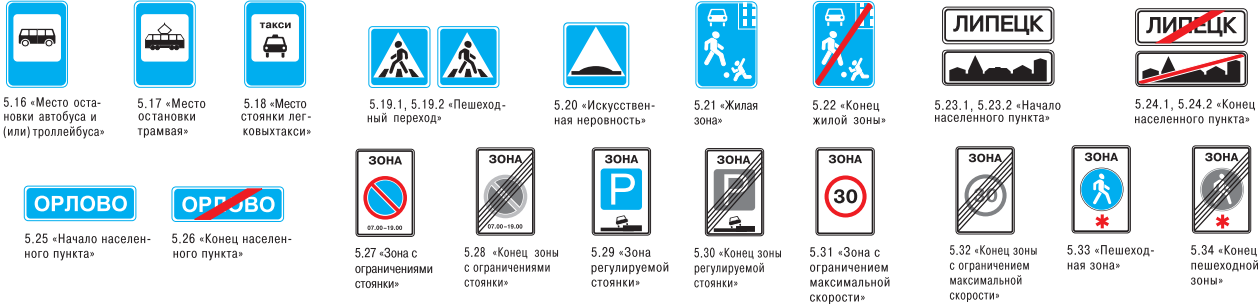 такси
ЛИПЕЦК
ЛИПЕЦК
5.16 «Место оста-
новки автобуса и
(или) троллейбуса»
5.17 «Место
остановки
трамвая»
5.18 «Место
стоянки лег-
ковыхтакси»
5.19.1, 5.19.2 «Пешеход-
ный переход»
5.20 «Искусствен-
ная неровность»
5.21 «Жилая
зона»
5.22 «Конец
жилой зоны»
5.23.1, 5.23.2 «Начало
населенного пункта»
5.24.1, 5.24.2 «Конец
населенного пункта»
ОРЛОВО
5.25 «Начало населен-
ного пункта»
ОРЛОВО
5.26 «Конец населен-
ного пункта»
ЗОНА
07.00-19.00
5.27 «Зона с
ограничениями
стоянки»
ЗОНА
07.00-19.00
5.28 «Конец зоны
с ограничениями
стоянки»
ЗОНА
P
5.29 «Зона
регулируемой
стоянки»
ЗОНА
P
5.30 «Конец зоны
регулируемой
стоянки»
ЗОНА
30
5.31 «Зона с
ограничением
максимальной
скорости»
ЗОНА
30
5.32 «Конец зоны
с ограничением
максимальной
скорости»
ЗОНА
5.33 «Пешеход-
ная зона»
ЗОНА
5.34 «Конец
пешеходной
зоны»